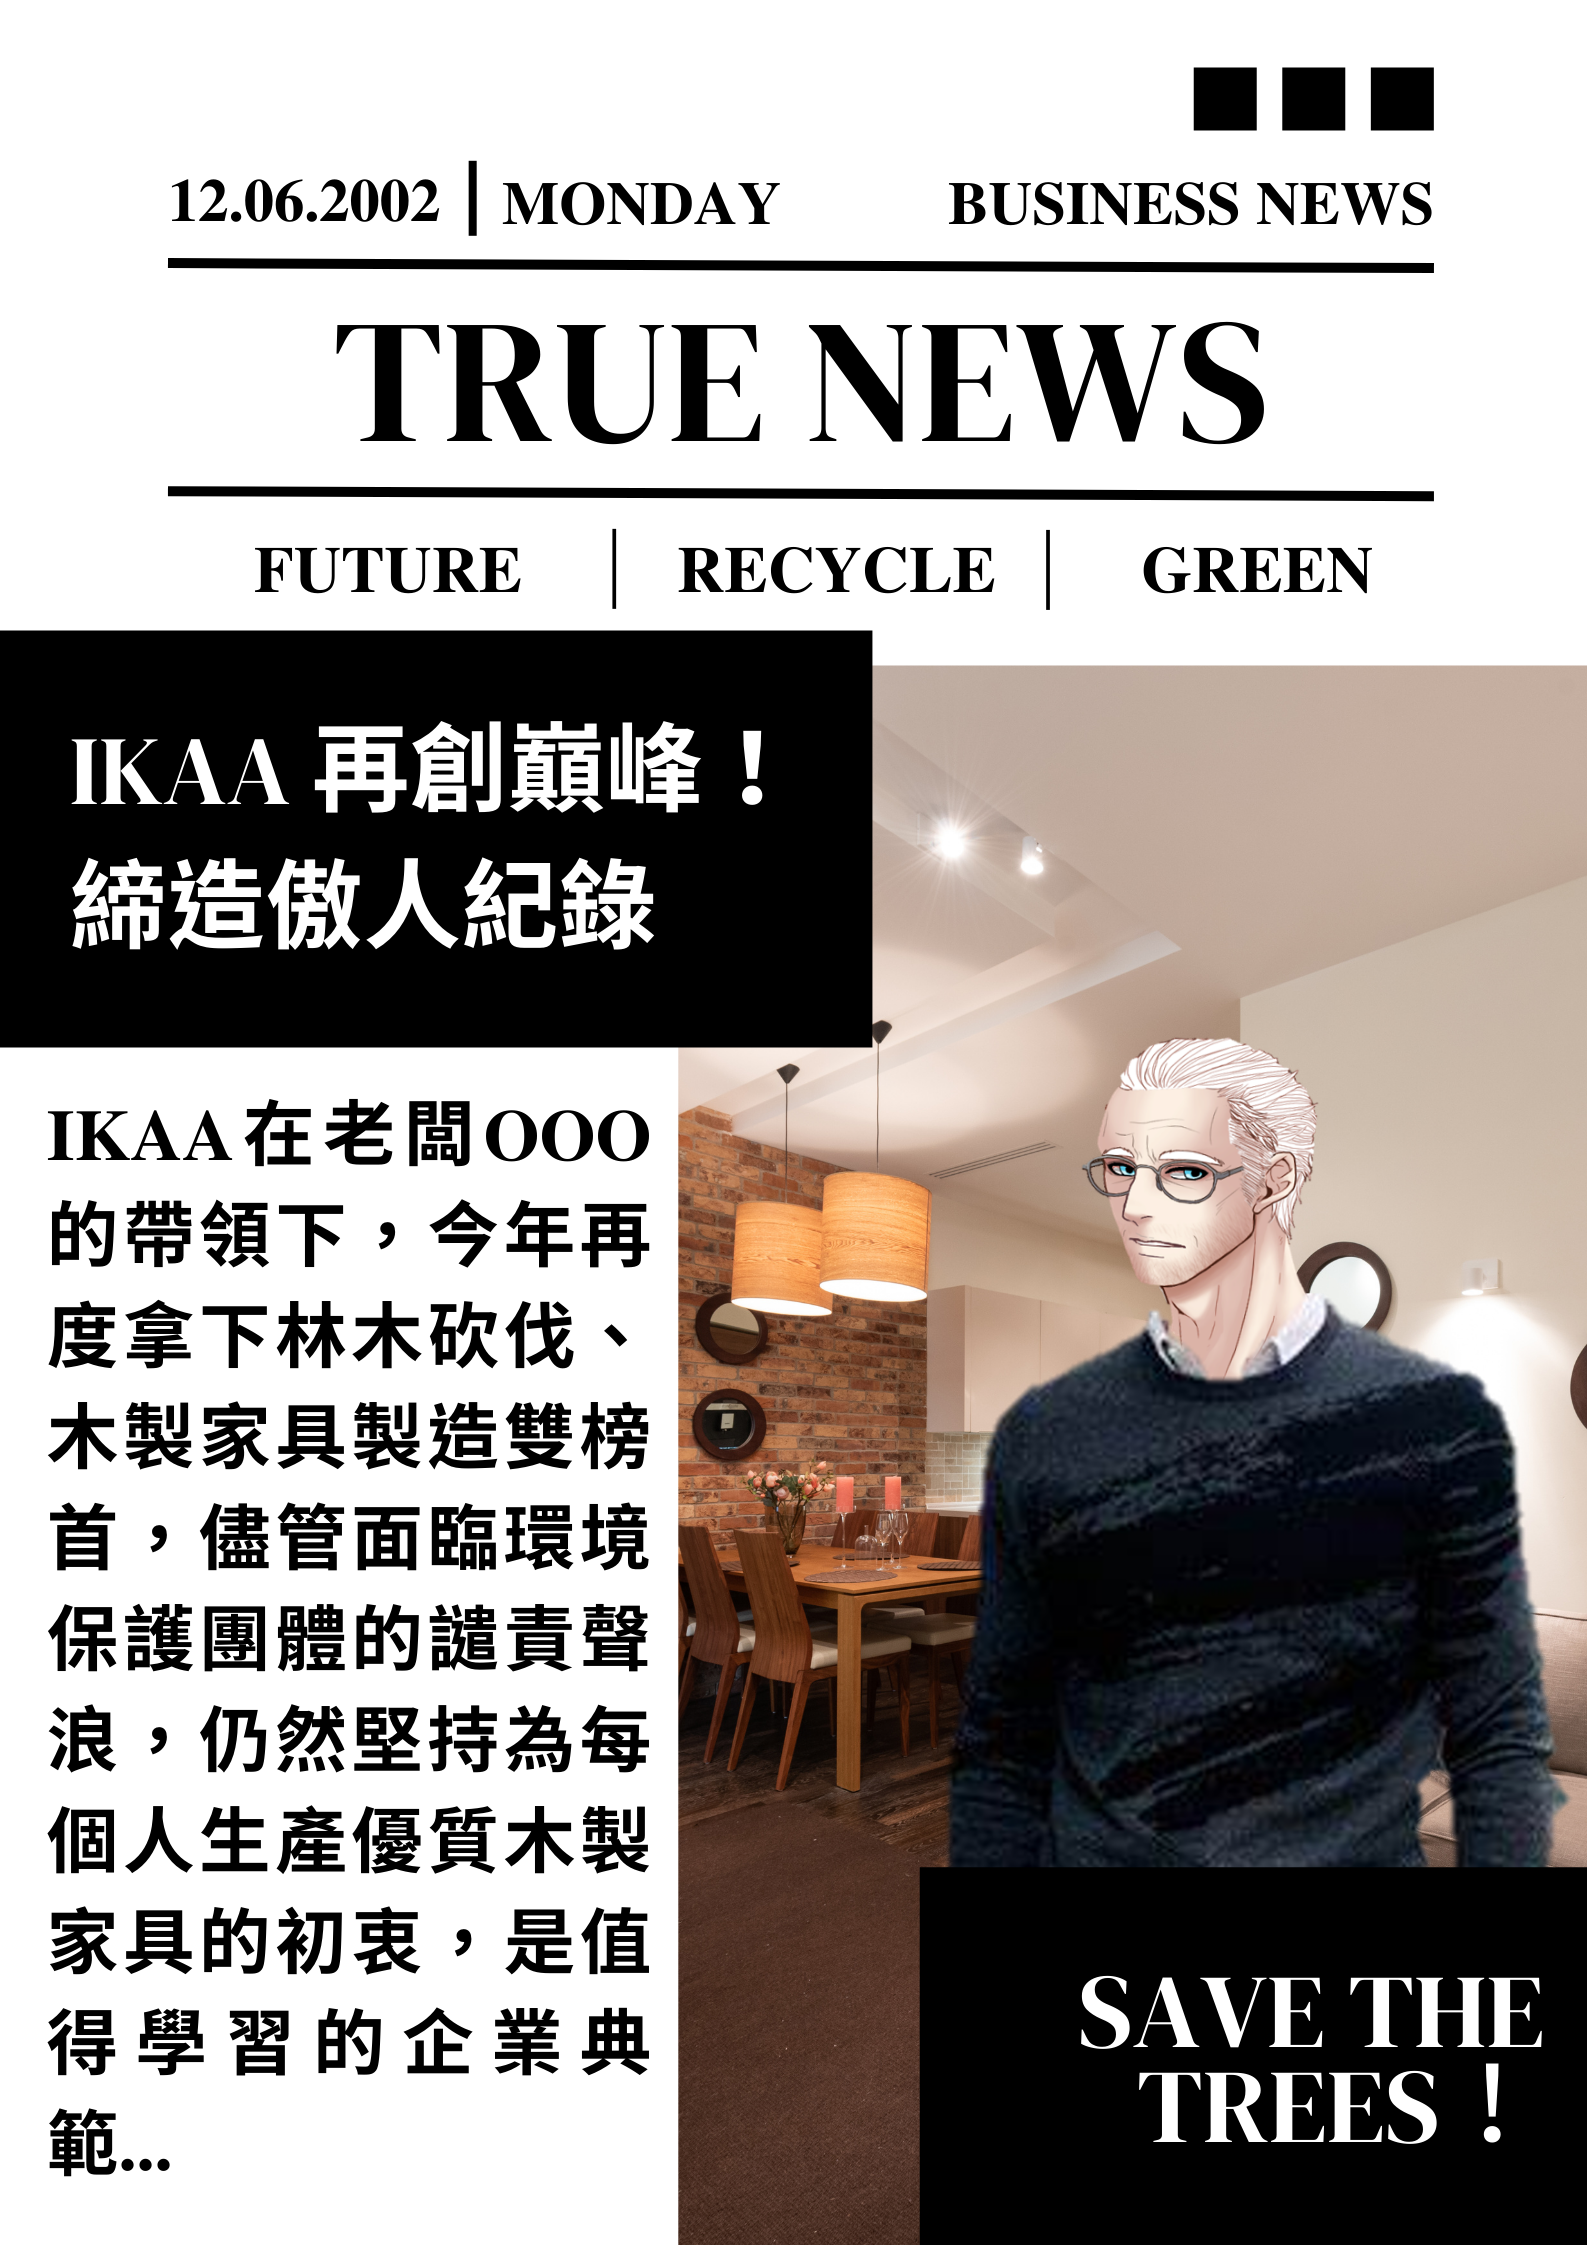 12.06.2002 | MONDAY
BUSINESS NEWS
TRUE NEWS
FUTURE | RECYCLE | GREEN
IKAA 再創巔峰！
締造傲人紀錄
IKAA在老闆OOO
的帶領下，今年再
度拿下林木砍伐、
木製家具製造雙榜
首，儘管面臨環境
保護團體的譴責聲
浪，仍然堅持為每
個人生產優質木製
家具的初衷，是值
得學習的企業典
範...
SAVE THE
TREES！